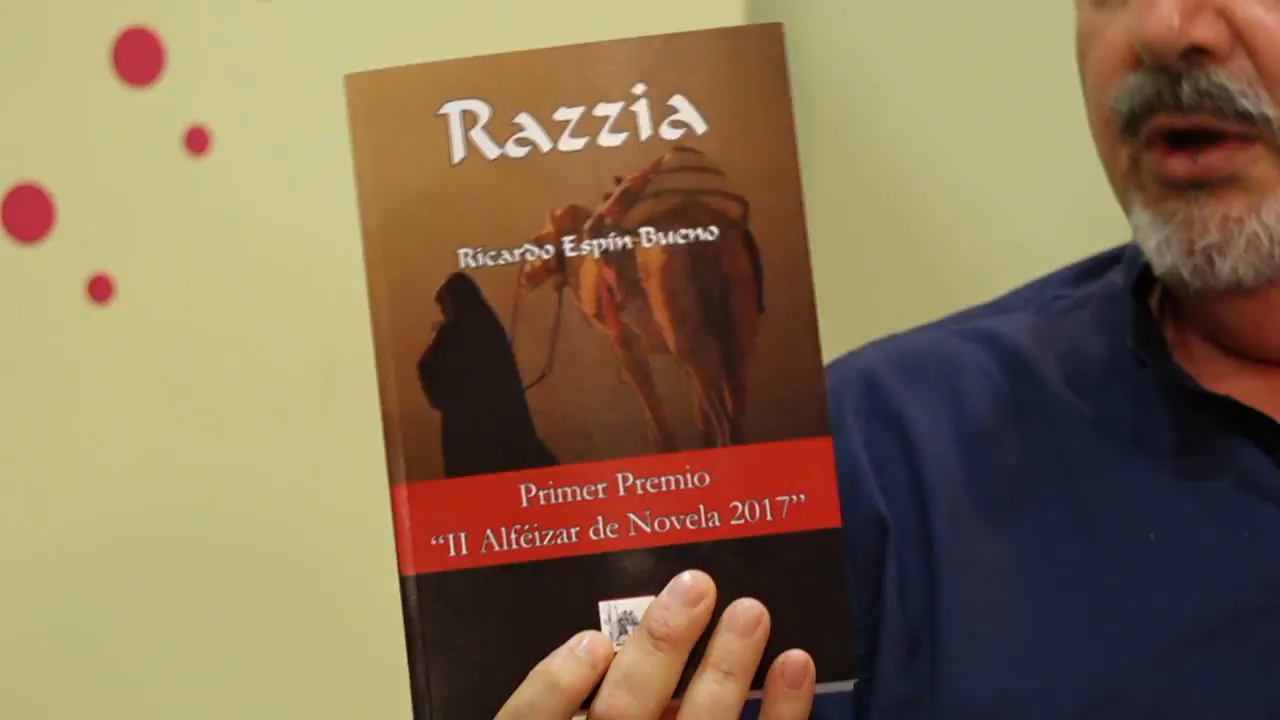 Razzia
Ricardo Espín Bueno
Primer Premio
“II Alféizar de Novela 2017”